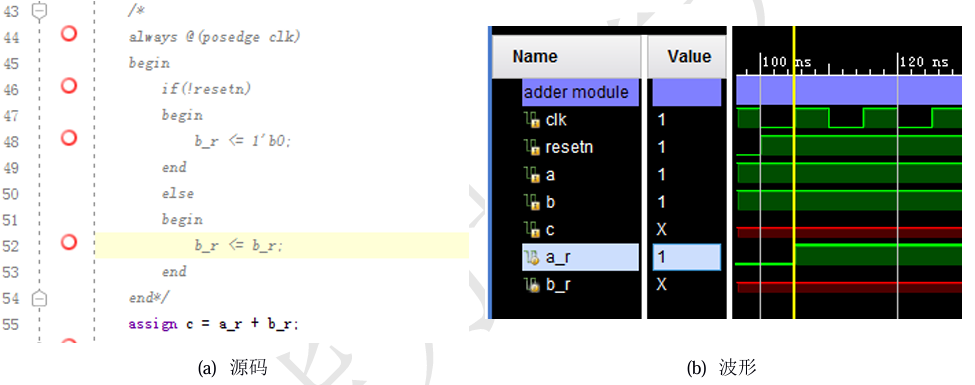 43 /*
44 always @(posedge clk)
45 begin
46 if(!resetn)
47 begin
48 b_r <= 1'b0;
49 end
50 else
51 begin
52 b_r <= b_r;
53 end
54 end*/
55 assign c = a_r + b_r;
(a) 源码
Name Value
100 ns 120 ns
adder module
clk 1
resetn 1
a 1
b 1
c X
a_r 1
b_r X
(b) 波形